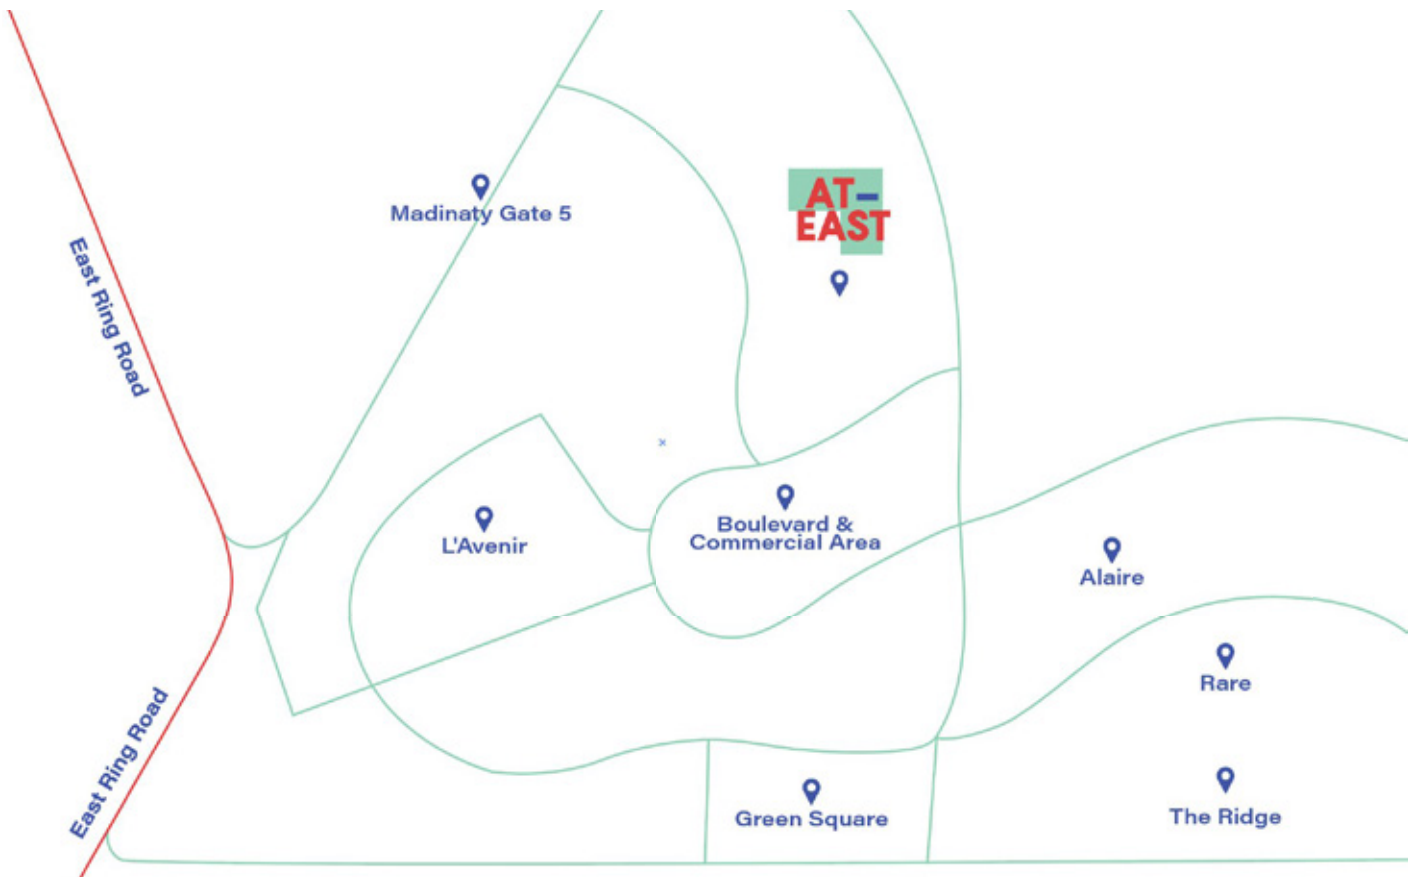 AT-
EAST
Madinaty Gate 5
East Ring Road
L'Avenir
Boulevard &
Commercial Area
Alaire
Rare
East Ring Road
Green Square
The Ridge